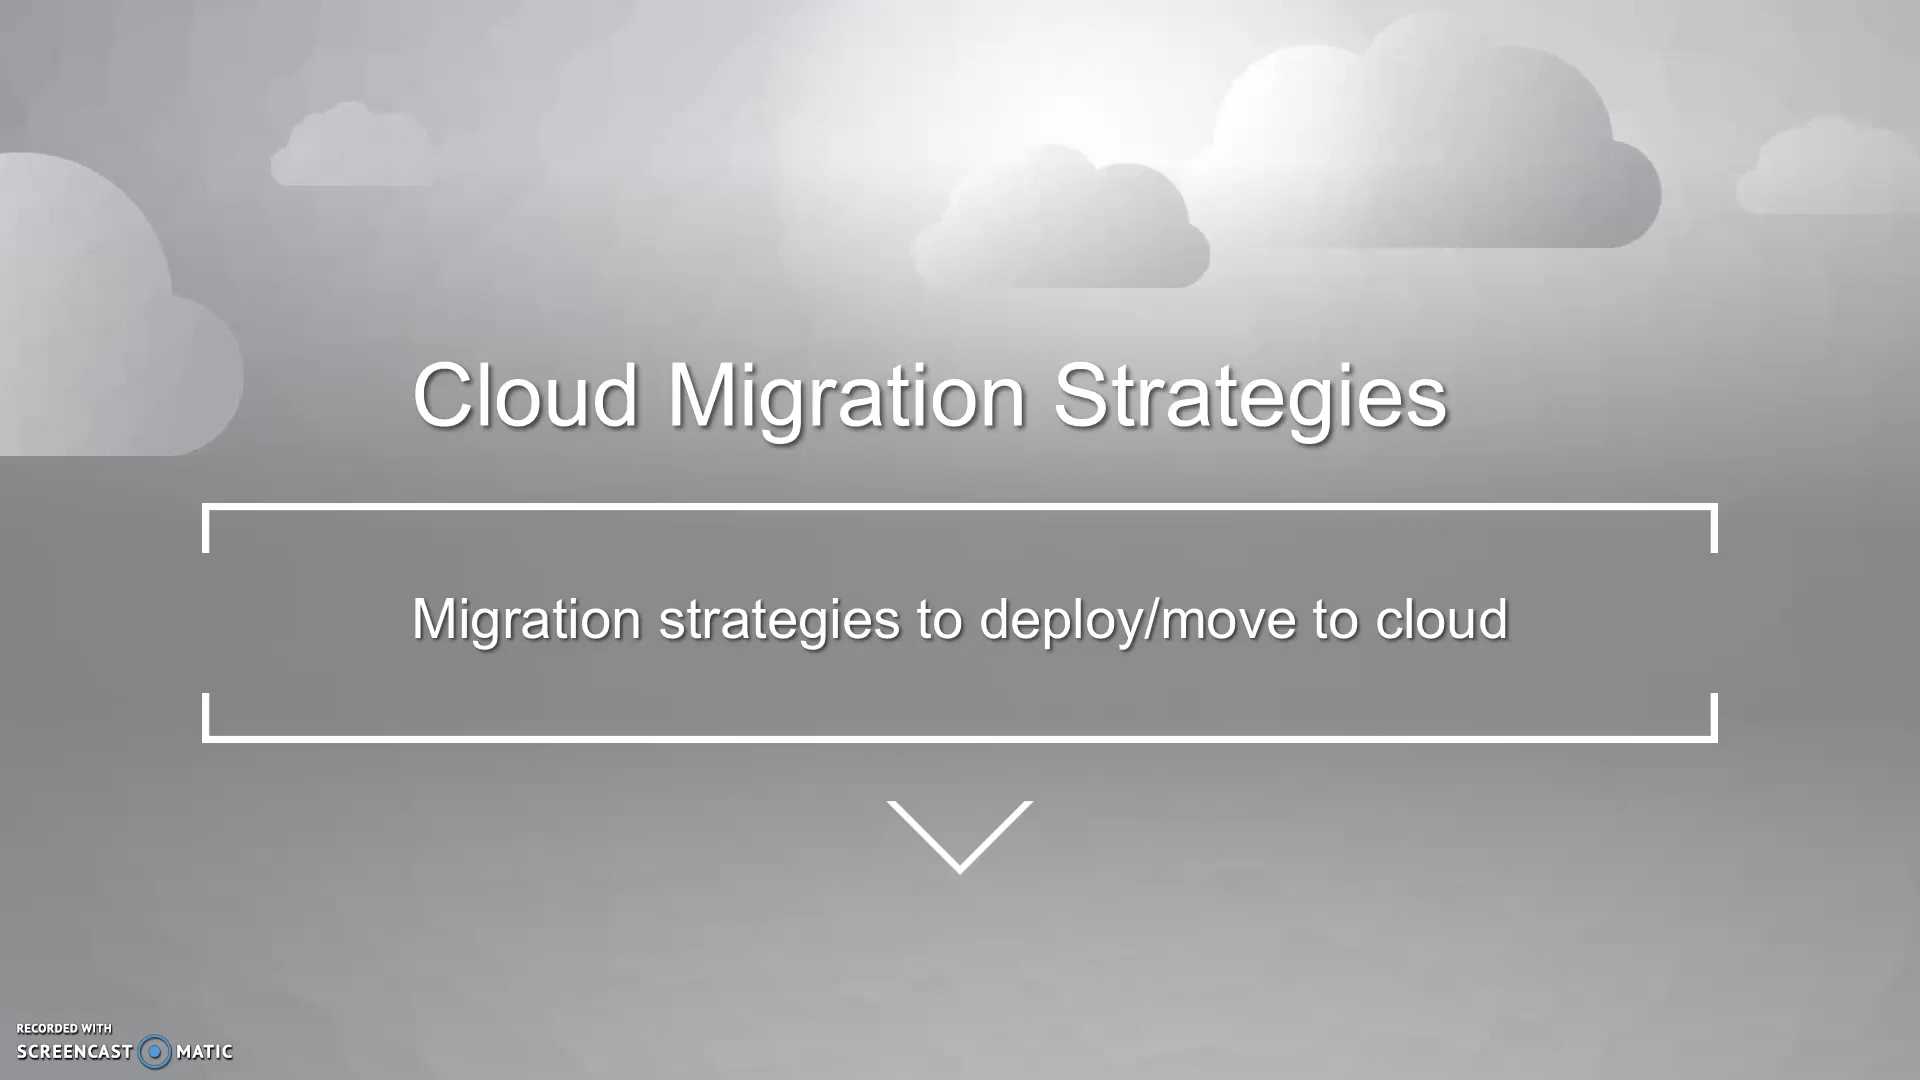 Cloud Migration Strategies
Migration strategies to deploy/move to cloud
RECORDED WITH
SCREENCAST MATIC